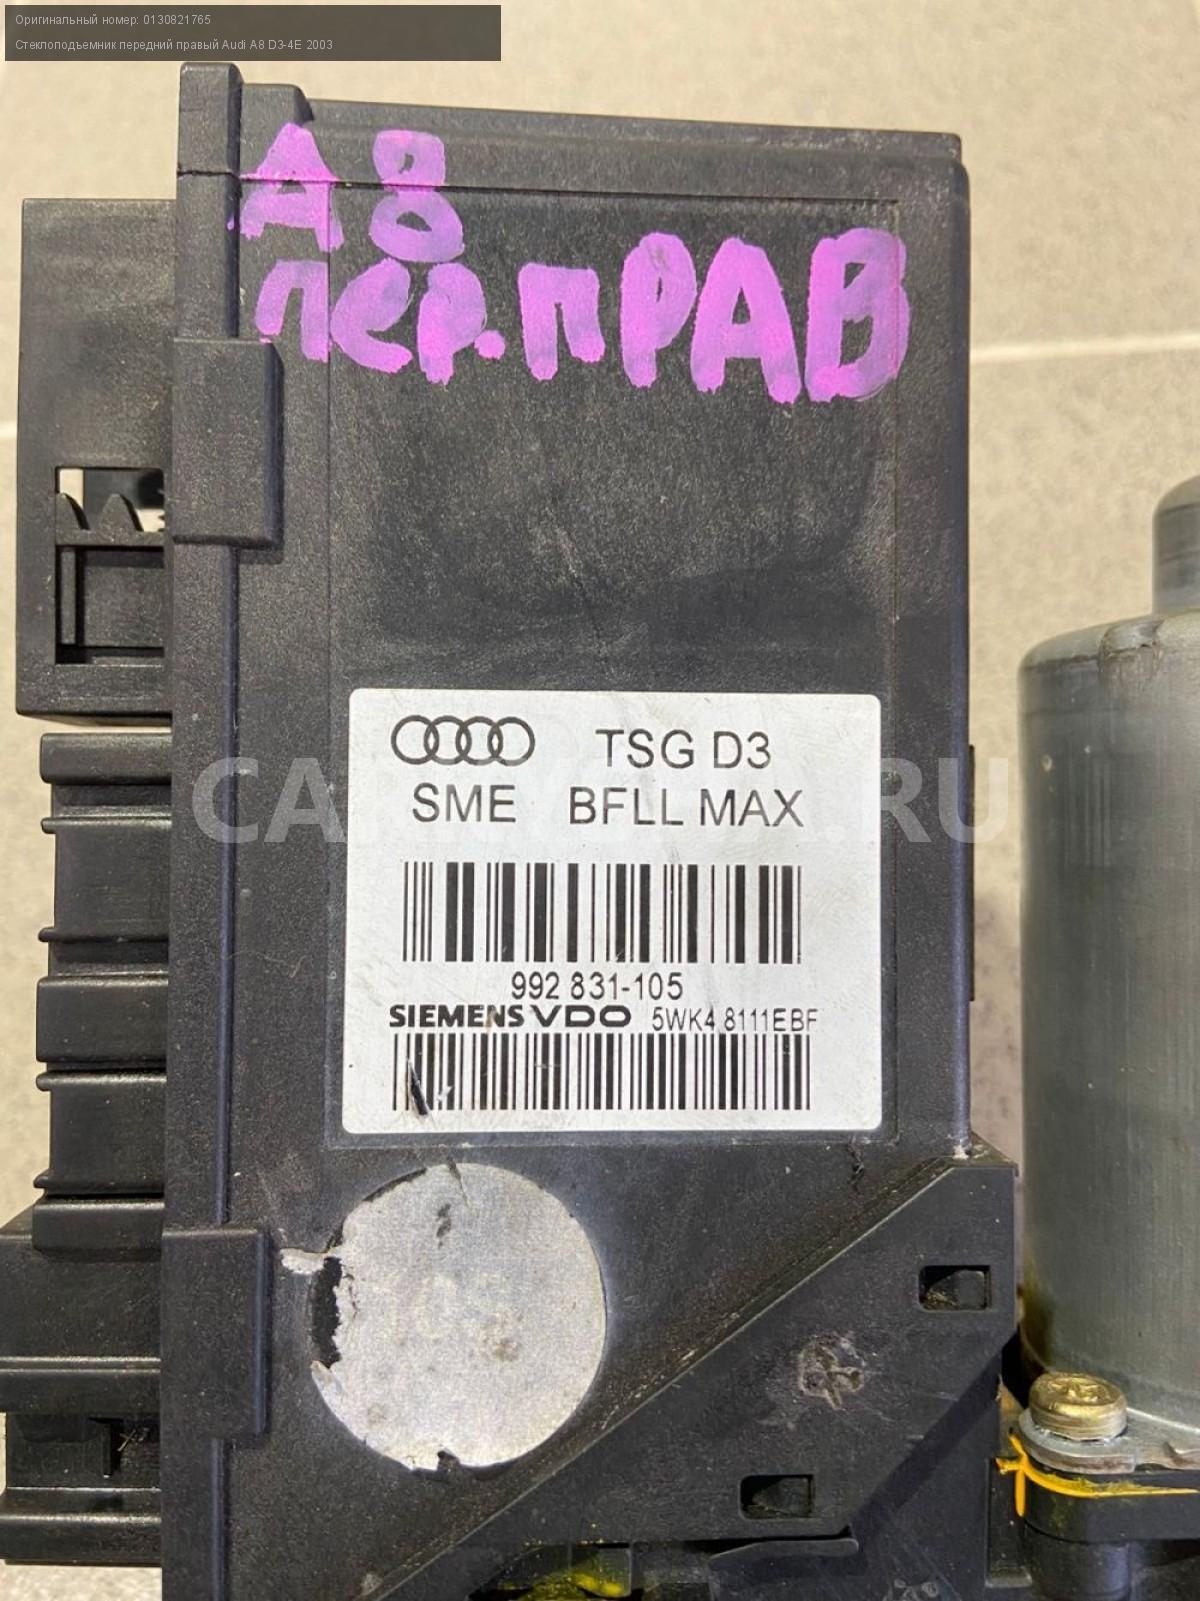 Оригинальный номер: 0130821765
Стеклоподъемник передний правый Audi A8 D3-4E 2003
A8
пер.ПРАВ
TSG D3
SME BFLL MAX
992 831-105
SIEMENS VDO 5WK4 8111EBF